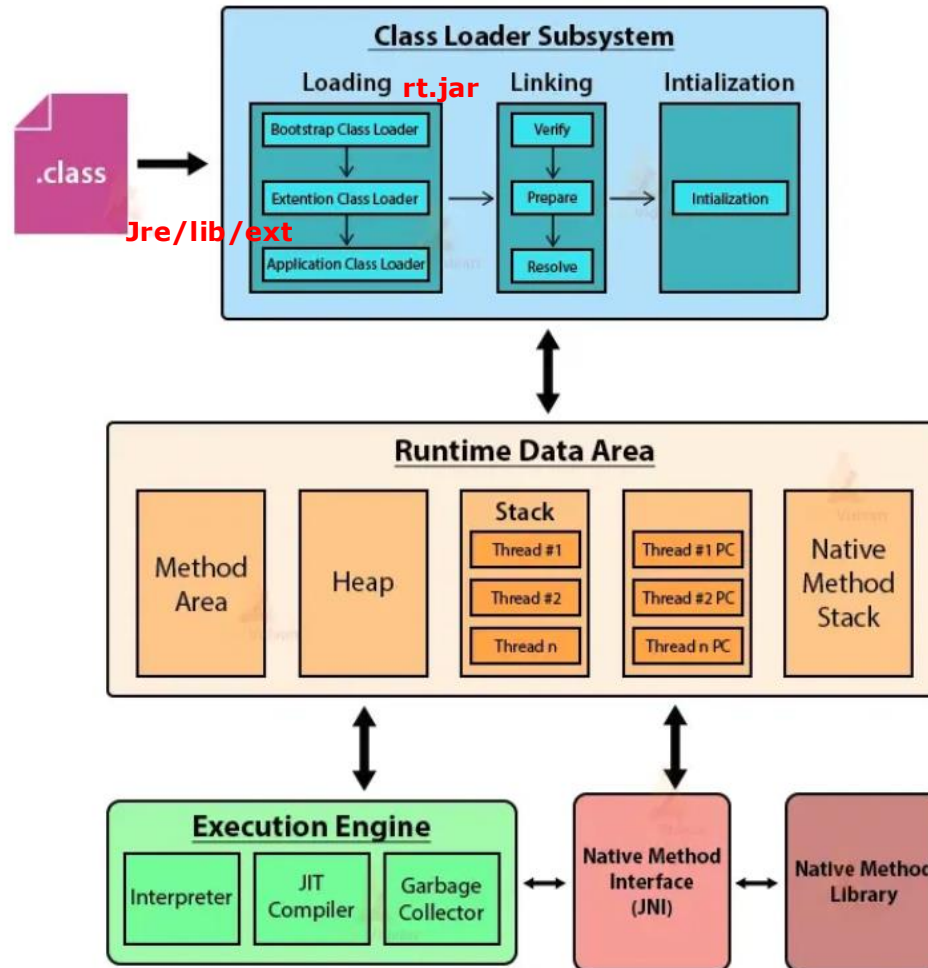 Class Loader Subsystem
Loading
rt.jar
Linking
Intialization
.class
Bootstrap Class Loader
Extention Class Loader
Application Class Loader
Jre/lib/ext
Verify
Prepare
Resolve
Intialization
Runtime Data Area
Method
Area
Heap
Stack
Thread #1
Thread #2
Thread n
Thread #1 PC
Thread #2 PC
Thread n PC
Native
Method
Stack
Execution Engine
Interpreter
JIT
Compiler
Garbage
Collector
Native Method
Interface
(JNI)
Native Method
Library